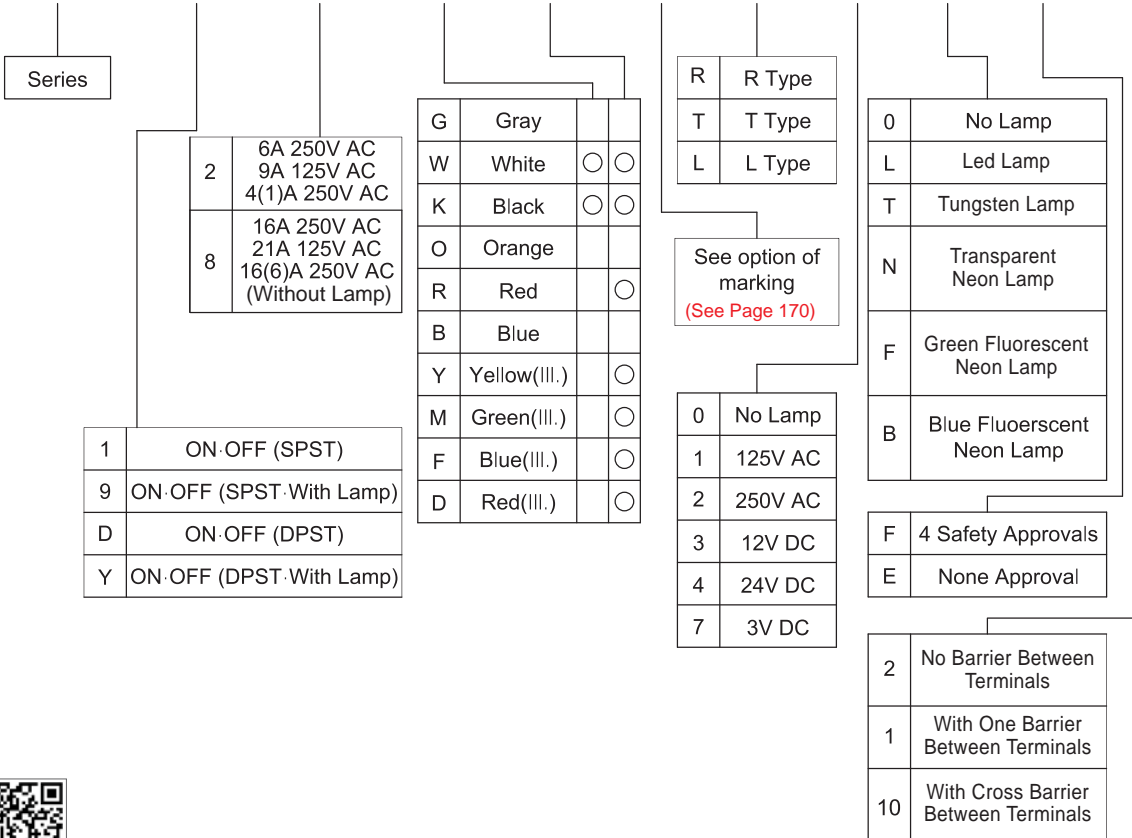 Series
2 6A 250V AC
9A 125V AC
4(1)A 250V AC
8 16A 250V AC
21A 125V AC
16(6)A 250V AC
(Without Lamp)
1 ON·OFF (SPST)
9 ON·OFF (SPST·With Lamp)
D ON·OFF (DPST)
Y ON·OFF (DPST·With Lamp)
G Gray
W White ○ ○
K Black ○ ○
O Orange
R Red ○
B Blue
Y Yellow(Ill.) ○
M Green(Ill.) ○
F Blue(Ill.) ○
D Red(Ill.) ○
R R Type
T T Type
L L Type
See option of
marking
(See Page 170)
0 No Lamp
1 125V AC
2 250V AC
3 12V DC
4 24V DC
7 3V DC
0 No Lamp
L Led Lamp
T Tungsten Lamp
N Transparent
Neon Lamp
F Green Fluorescent
Neon Lamp
B Blue Fluoerscent
Neon Lamp
F 4 Safety Approvals
E None Approval
2 No Barrier Between
Terminals
1 With One Barrier
Between Terminals
10 With Cross Barrier
Between Terminals